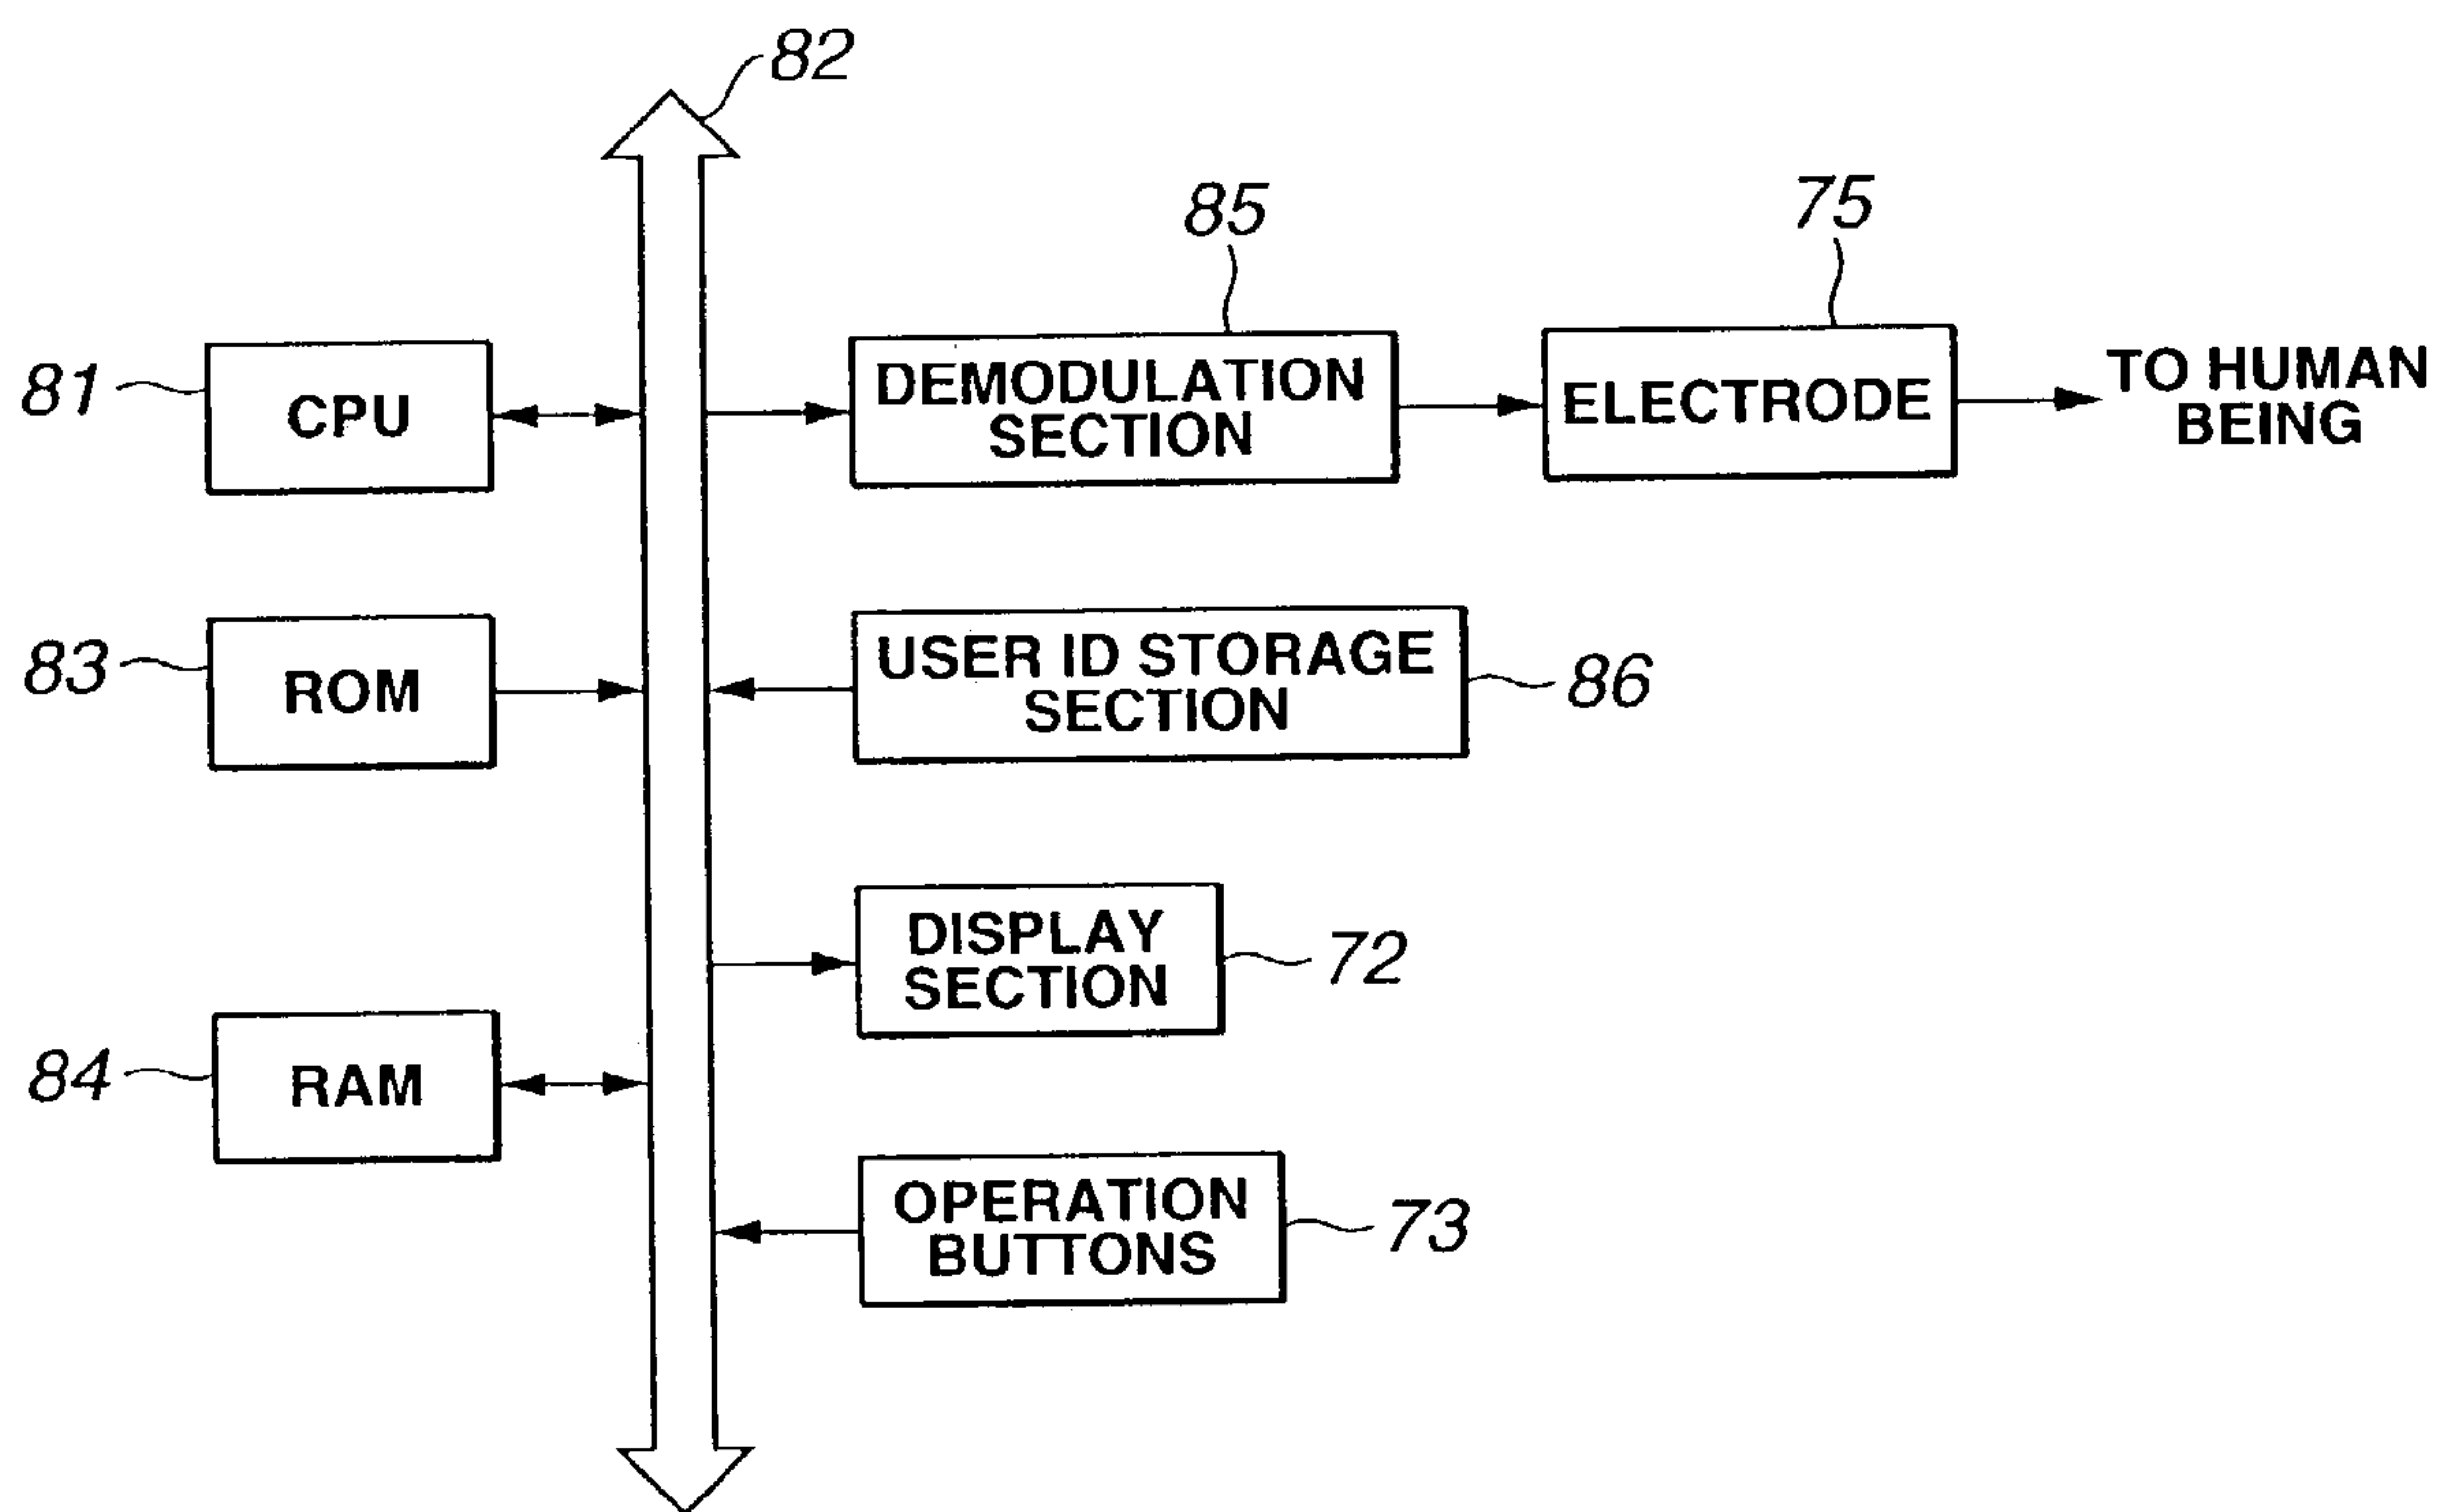 82
85
75
81
CPU
DEMODULATION
SECTION
ELECTRODE
TO HUMAN
BEING
83
ROM
USER ID STORAGE
SECTION
86
DISPLAY
SECTION
72
84
RAM
OPERATION
BUTTONS
73